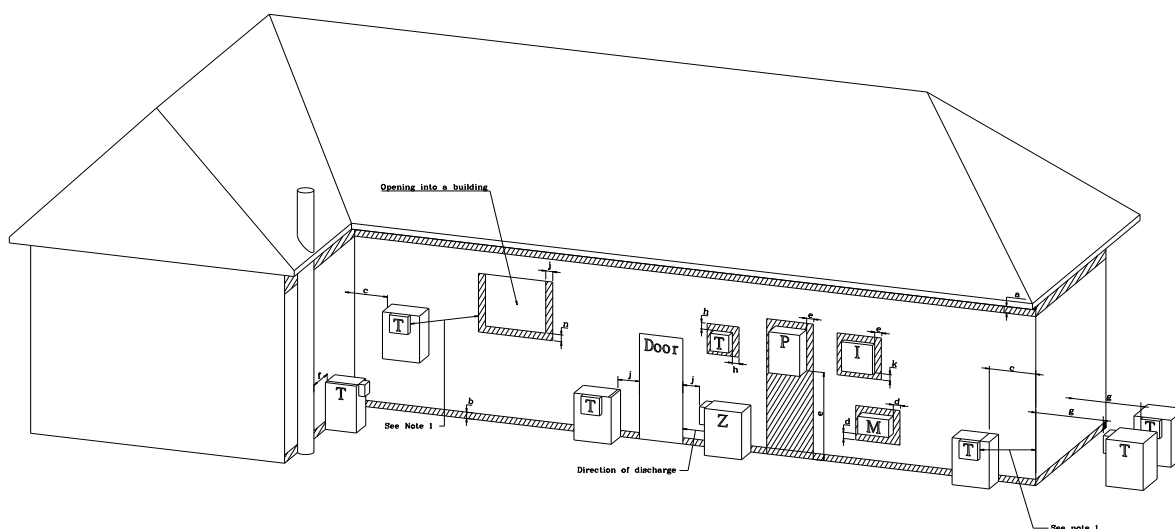 Opening into a building
a
j
c
h
e
e
T
n
T
P
I
Door
h
k
c
j
j
f
T
d
g
b
T
e
g
Z
d
M
T
See Note 1
T
T
Direction of discharge
See note 1